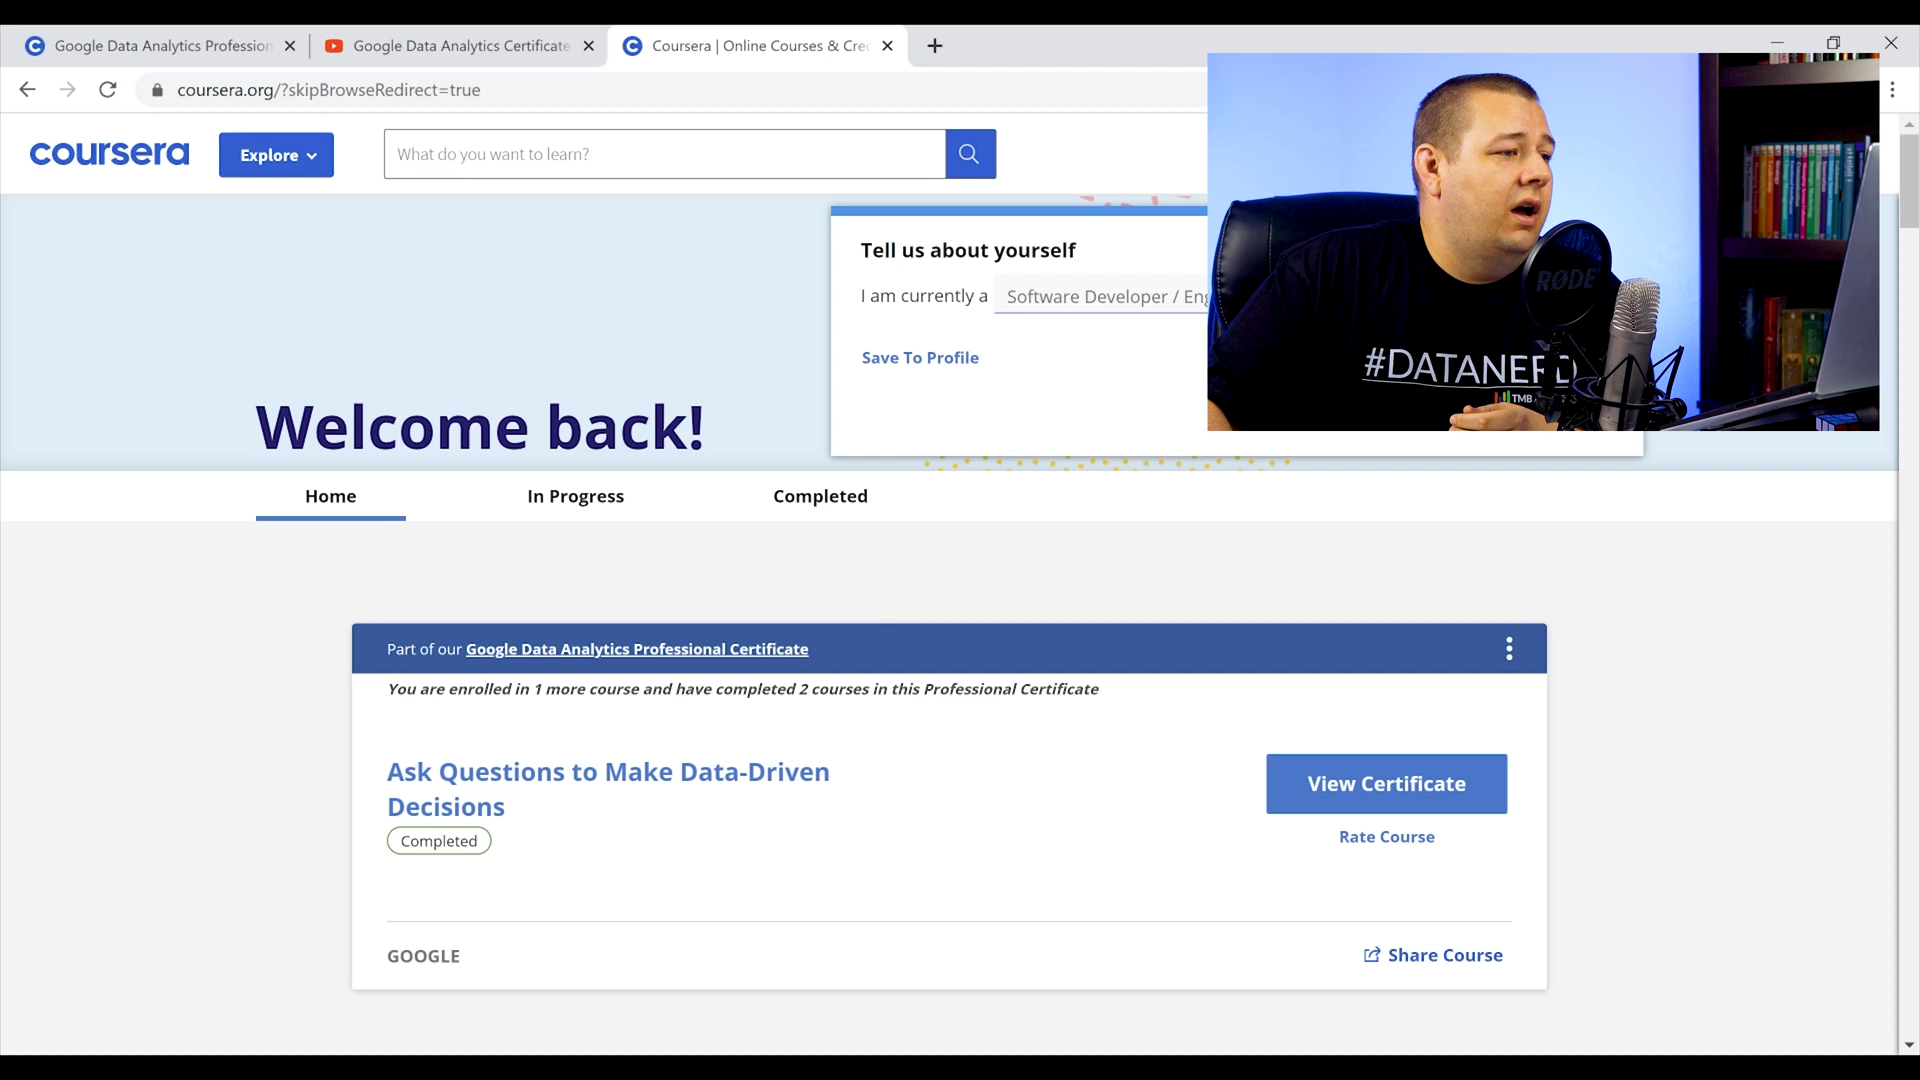 Google Data Analytics Profession
Google Data Analytics Certificate
Coursera | Online Courses & Cre
coursera.org/?skipBrowseRedirect=true
coursera
Explore
What do you want to learn?
Tell us about yourself
I am currently a
Software Developer / Eng
Save To Profile
RØDE
#DATANERD
TMB
Welcome back!
Home
In Progress
Completed
Part of our Google Data Analytics Professional Certificate
You are enrolled in 1 more course and have completed 2 courses in this Professional Certificate
Ask Questions to Make Data-Driven
Decisions
View Certificate
Completed
Rate Course
GOOGLE
Share Course